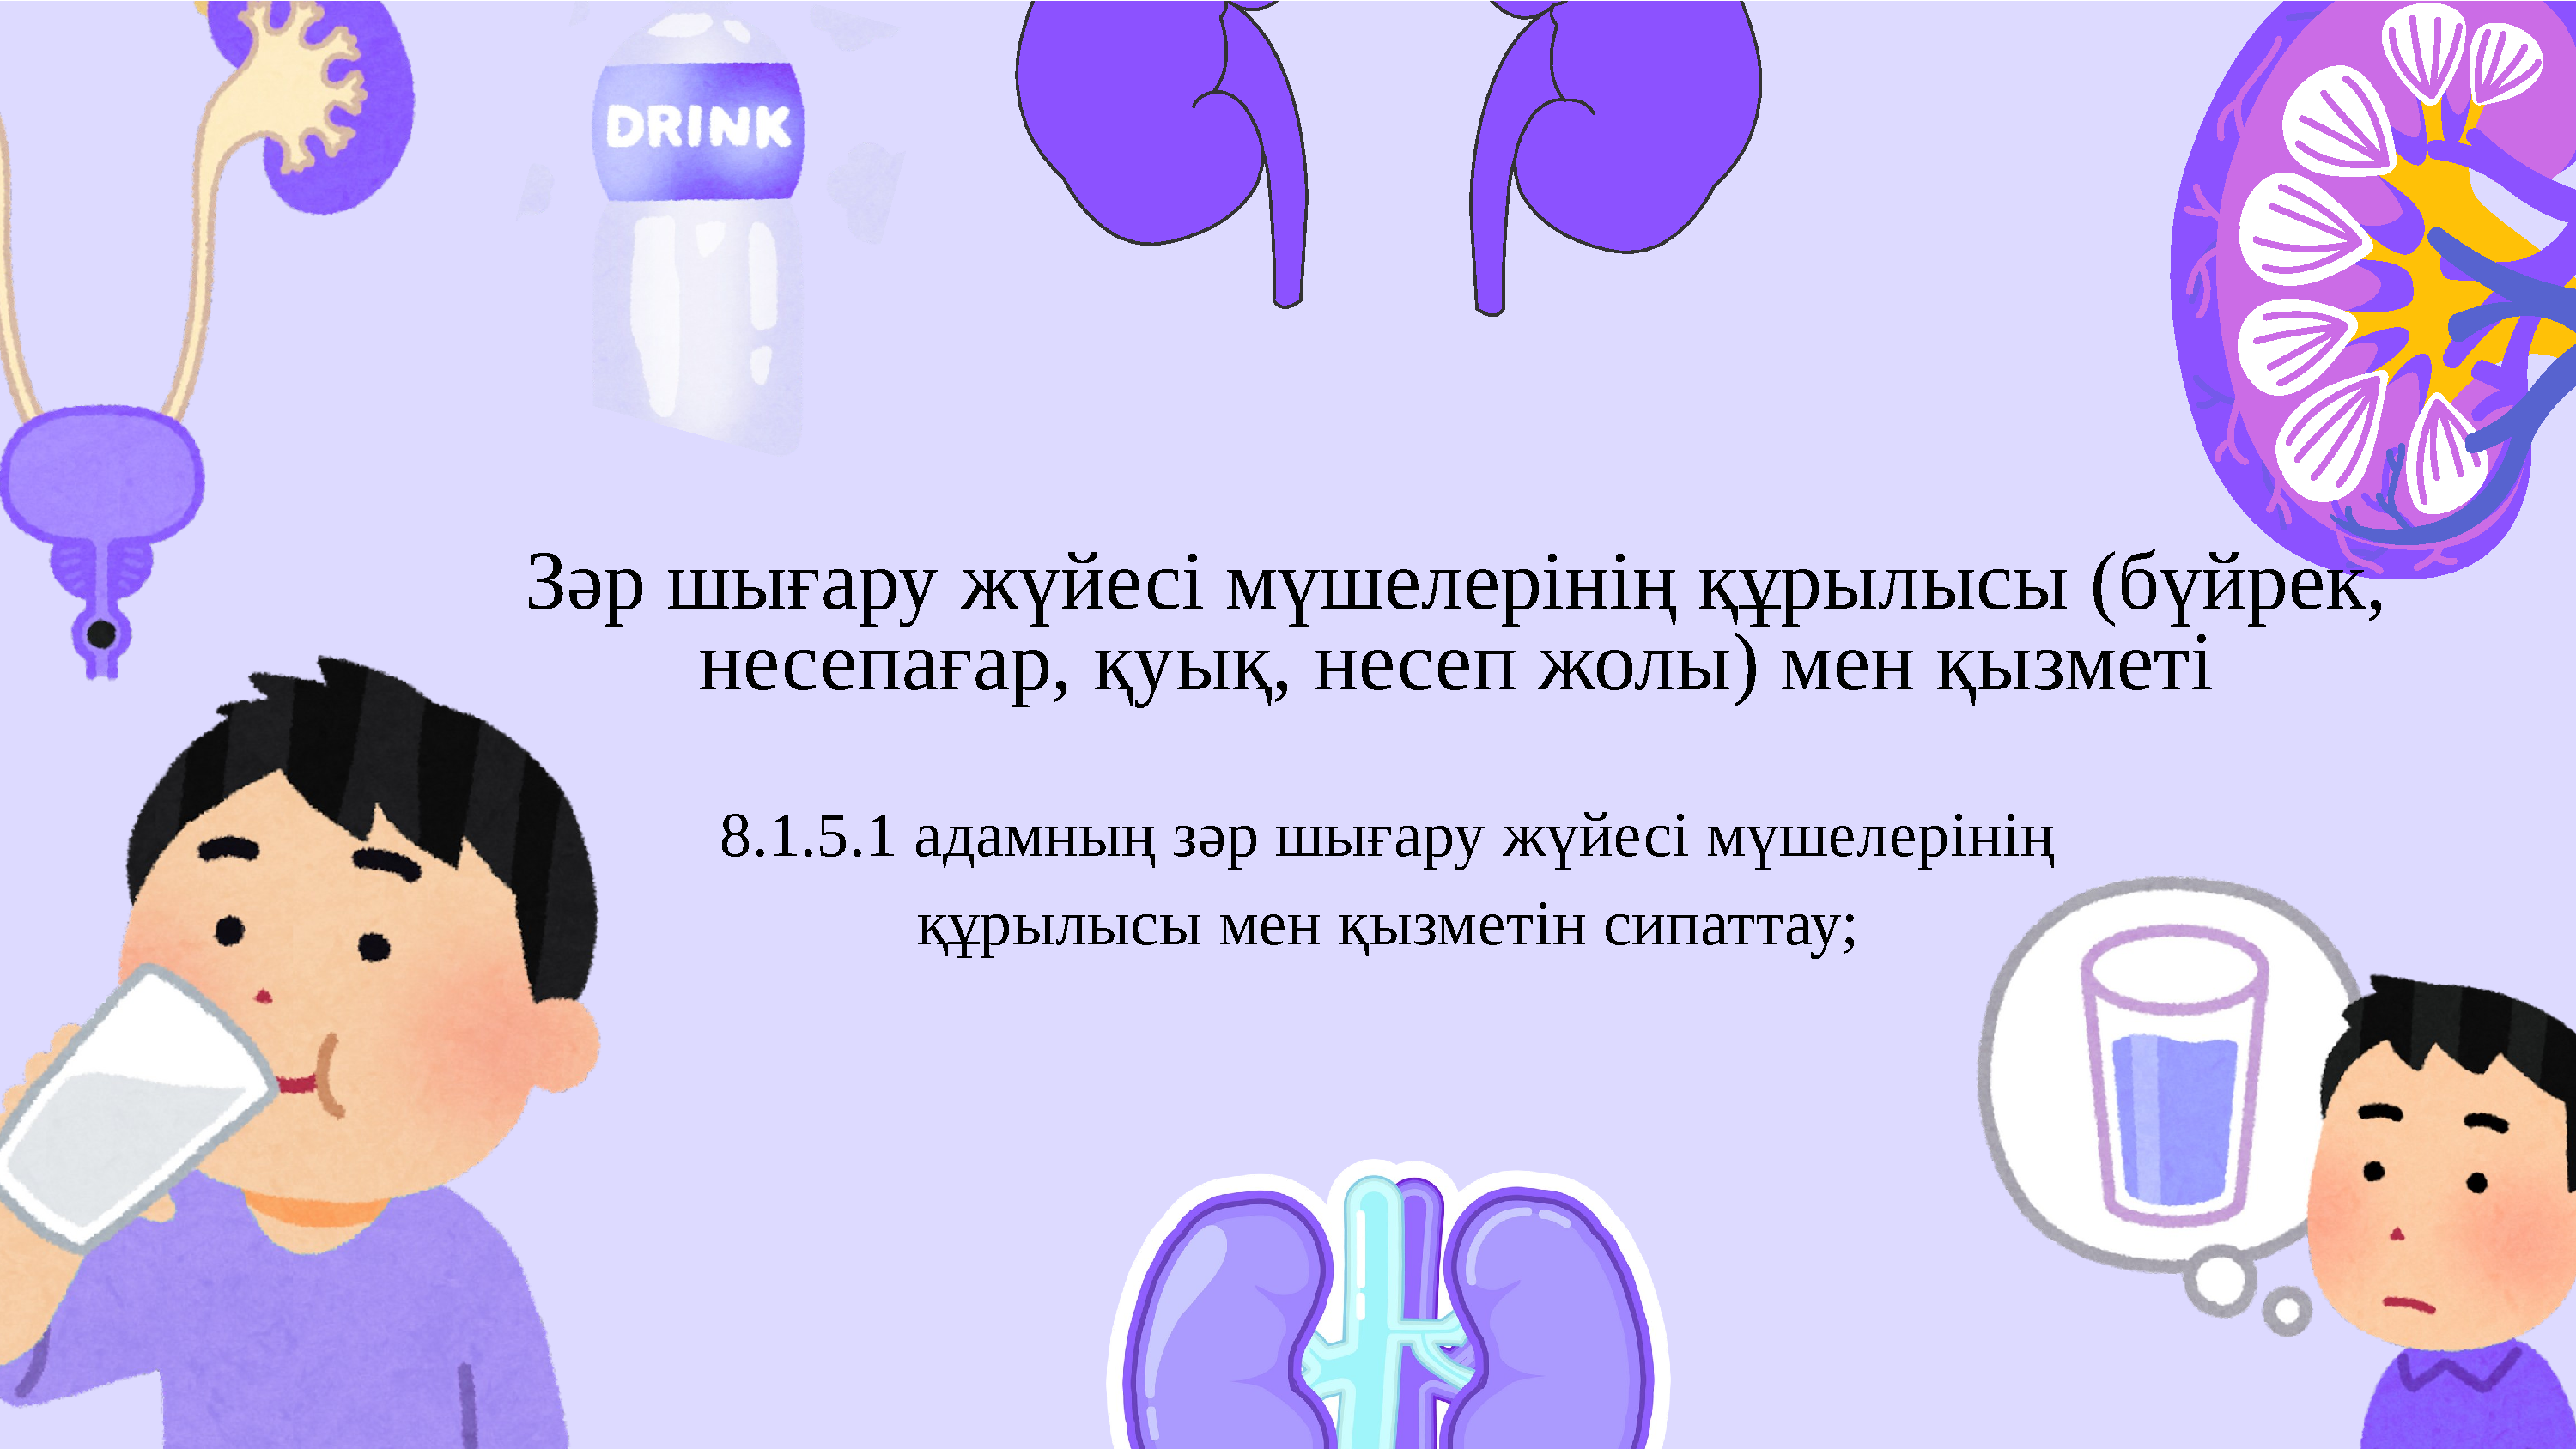 DRINK
Зәр шығару жүйесі мүшелерінің құрылысы (бүйрек,
несепағар, қуық, несеп жолы) мен қызметі
8.1.5.1 адамның зәр шығару жүйесі мүшелерінің
құрылысы мен қызметін сипаттау;